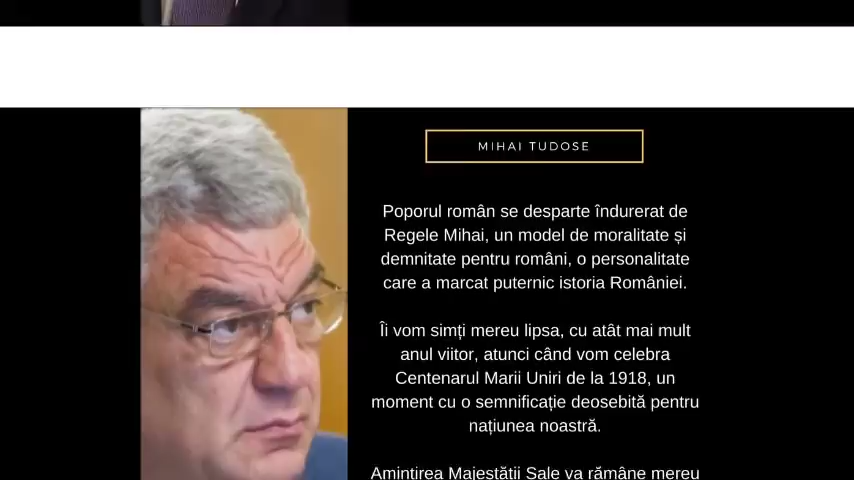 MIHAI TUDOSE
Poporul român se desparte îndurerat de
Regele Mihai, un model de moralitate și
demnitate pentru români, o personalitate
care a marcat puternic istoria României.
Îi vom simți mereu lipsa, cu atât mai mult
anul viitor, atunci când vom celebra
Centenarul Marii Uniri de la 1918, un
moment cu o semnificație deosebită pentru
națiunea noastră.
Amintirea Majestății Sale va rămâne mereu